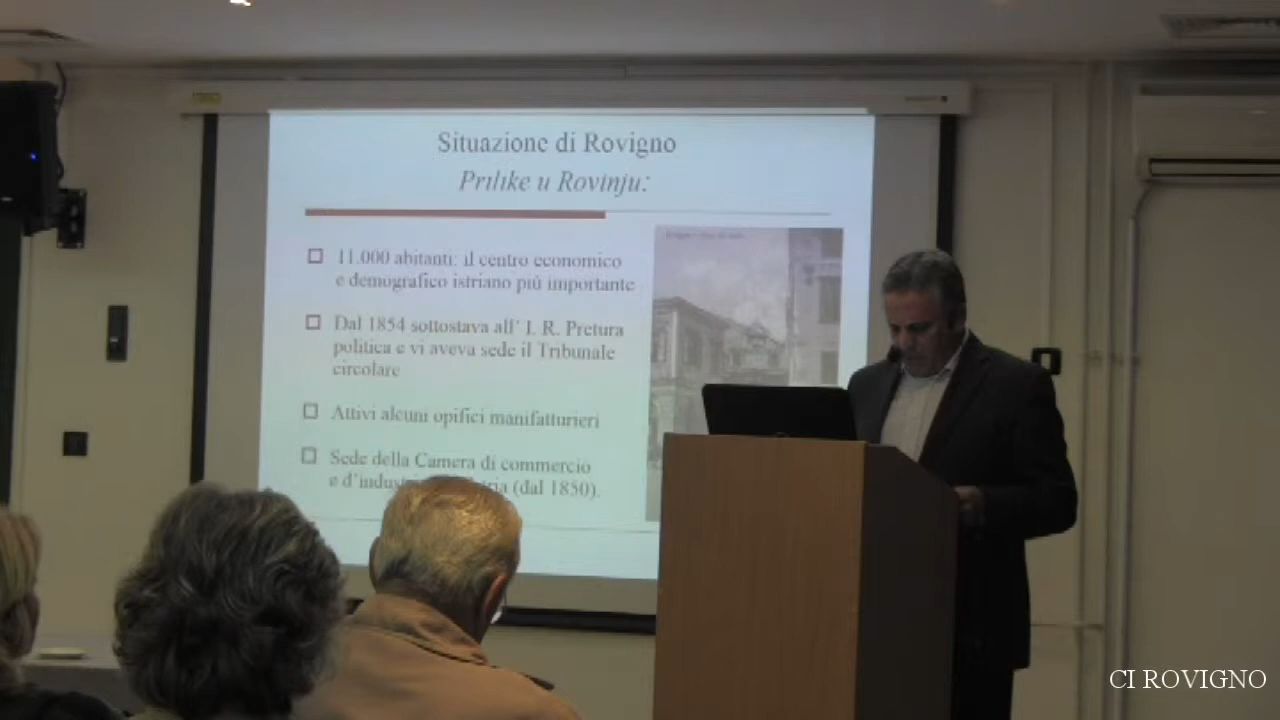 Situazione di Rovigno
Prilike u Rovinju:
11.000 abitanti: il centro economico
e demografico istriano più importante
Dal 1854 sottostava all' I. R. Pretura
politica e vi aveva sede il Tribunale
circolare
Attivi alcuni opifici manifatturieri
Sede della Camera di commercio
(dal 1850).
CI ROVIGNO